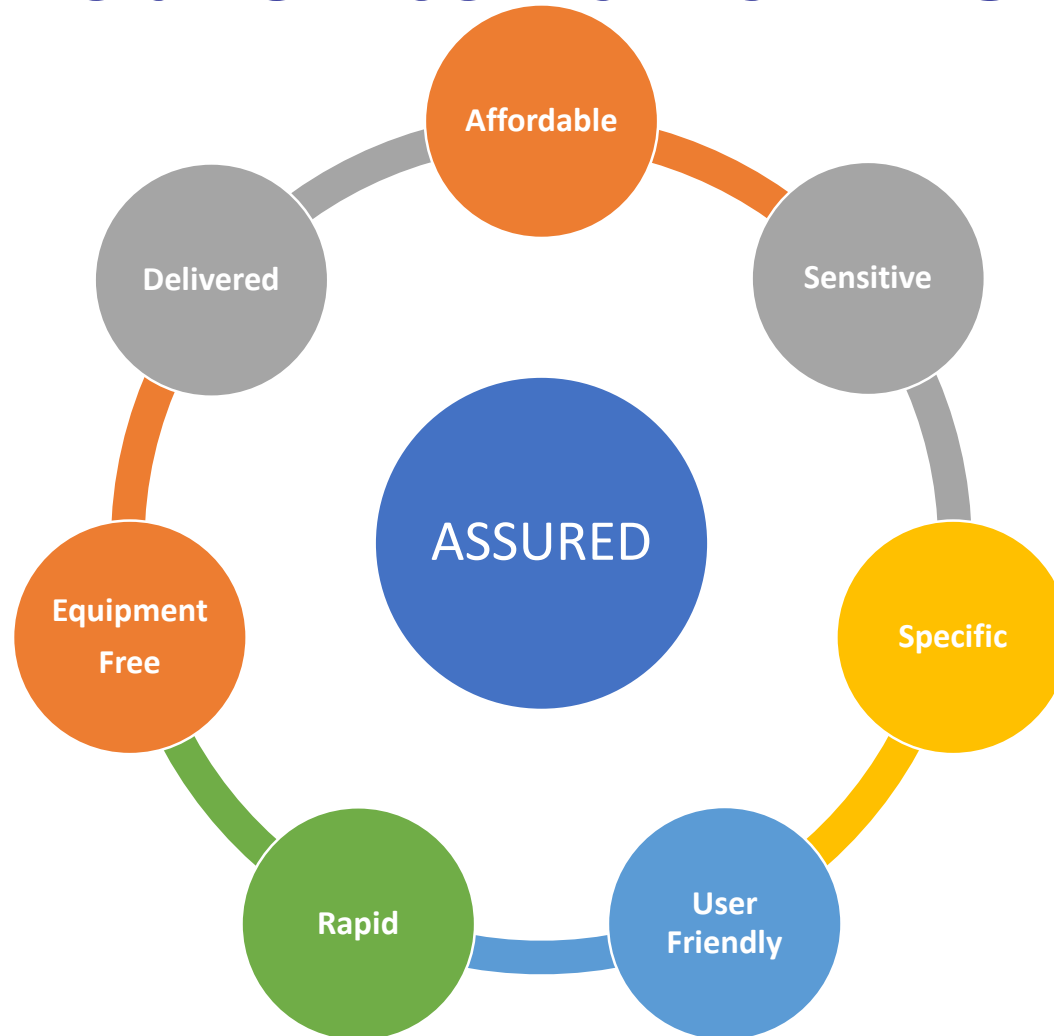 Affordable
Sensitive
Specific
User
Friendly
Rapid
Equipment
Free
Delivered
ASSURED